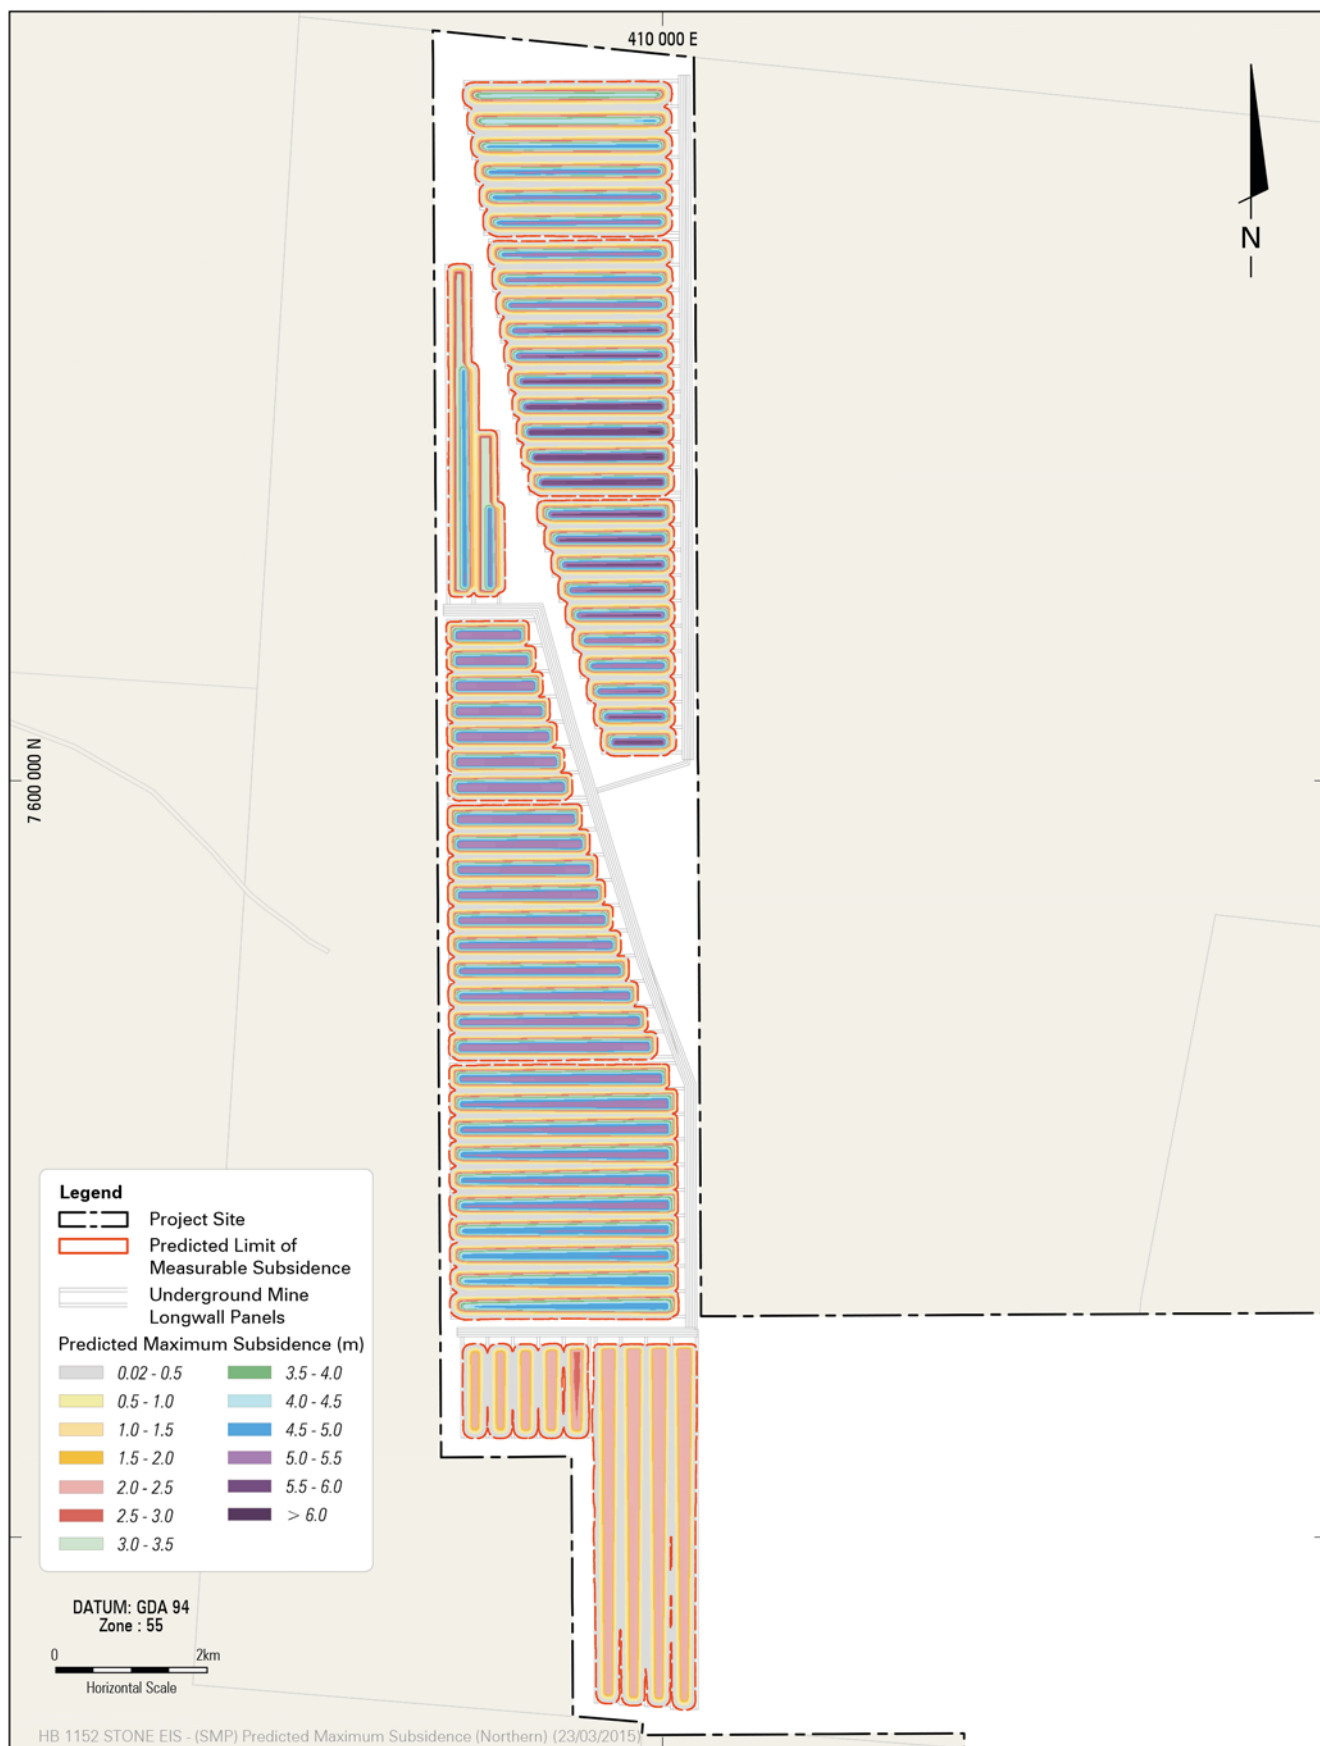 410 000 E
N
7 600 000 N
Legend
Project Site
Predicted Limit of
Measurable Subsidence
Underground Mine
Longwall Panels
Predicted Maximum Subsidence (m)
0.02 - 0.5
0.5 - 1.0
1.0 - 1.5
1.5 - 2.0
2.0 - 2.5
2.5 - 3.0
3.0 - 3.5
3.5 - 4.0
4.0 - 4.5
4.5 - 5.0
5.0 - 5.5
5.5 - 6.0
> 6.0
DATUM: GDA 94
Zone : 55
0 2km
Horizontal Scale
HB 1152 STONE EIS - (SMP) Predicted Maximum Subsidence (Northern) (23/03/2015)